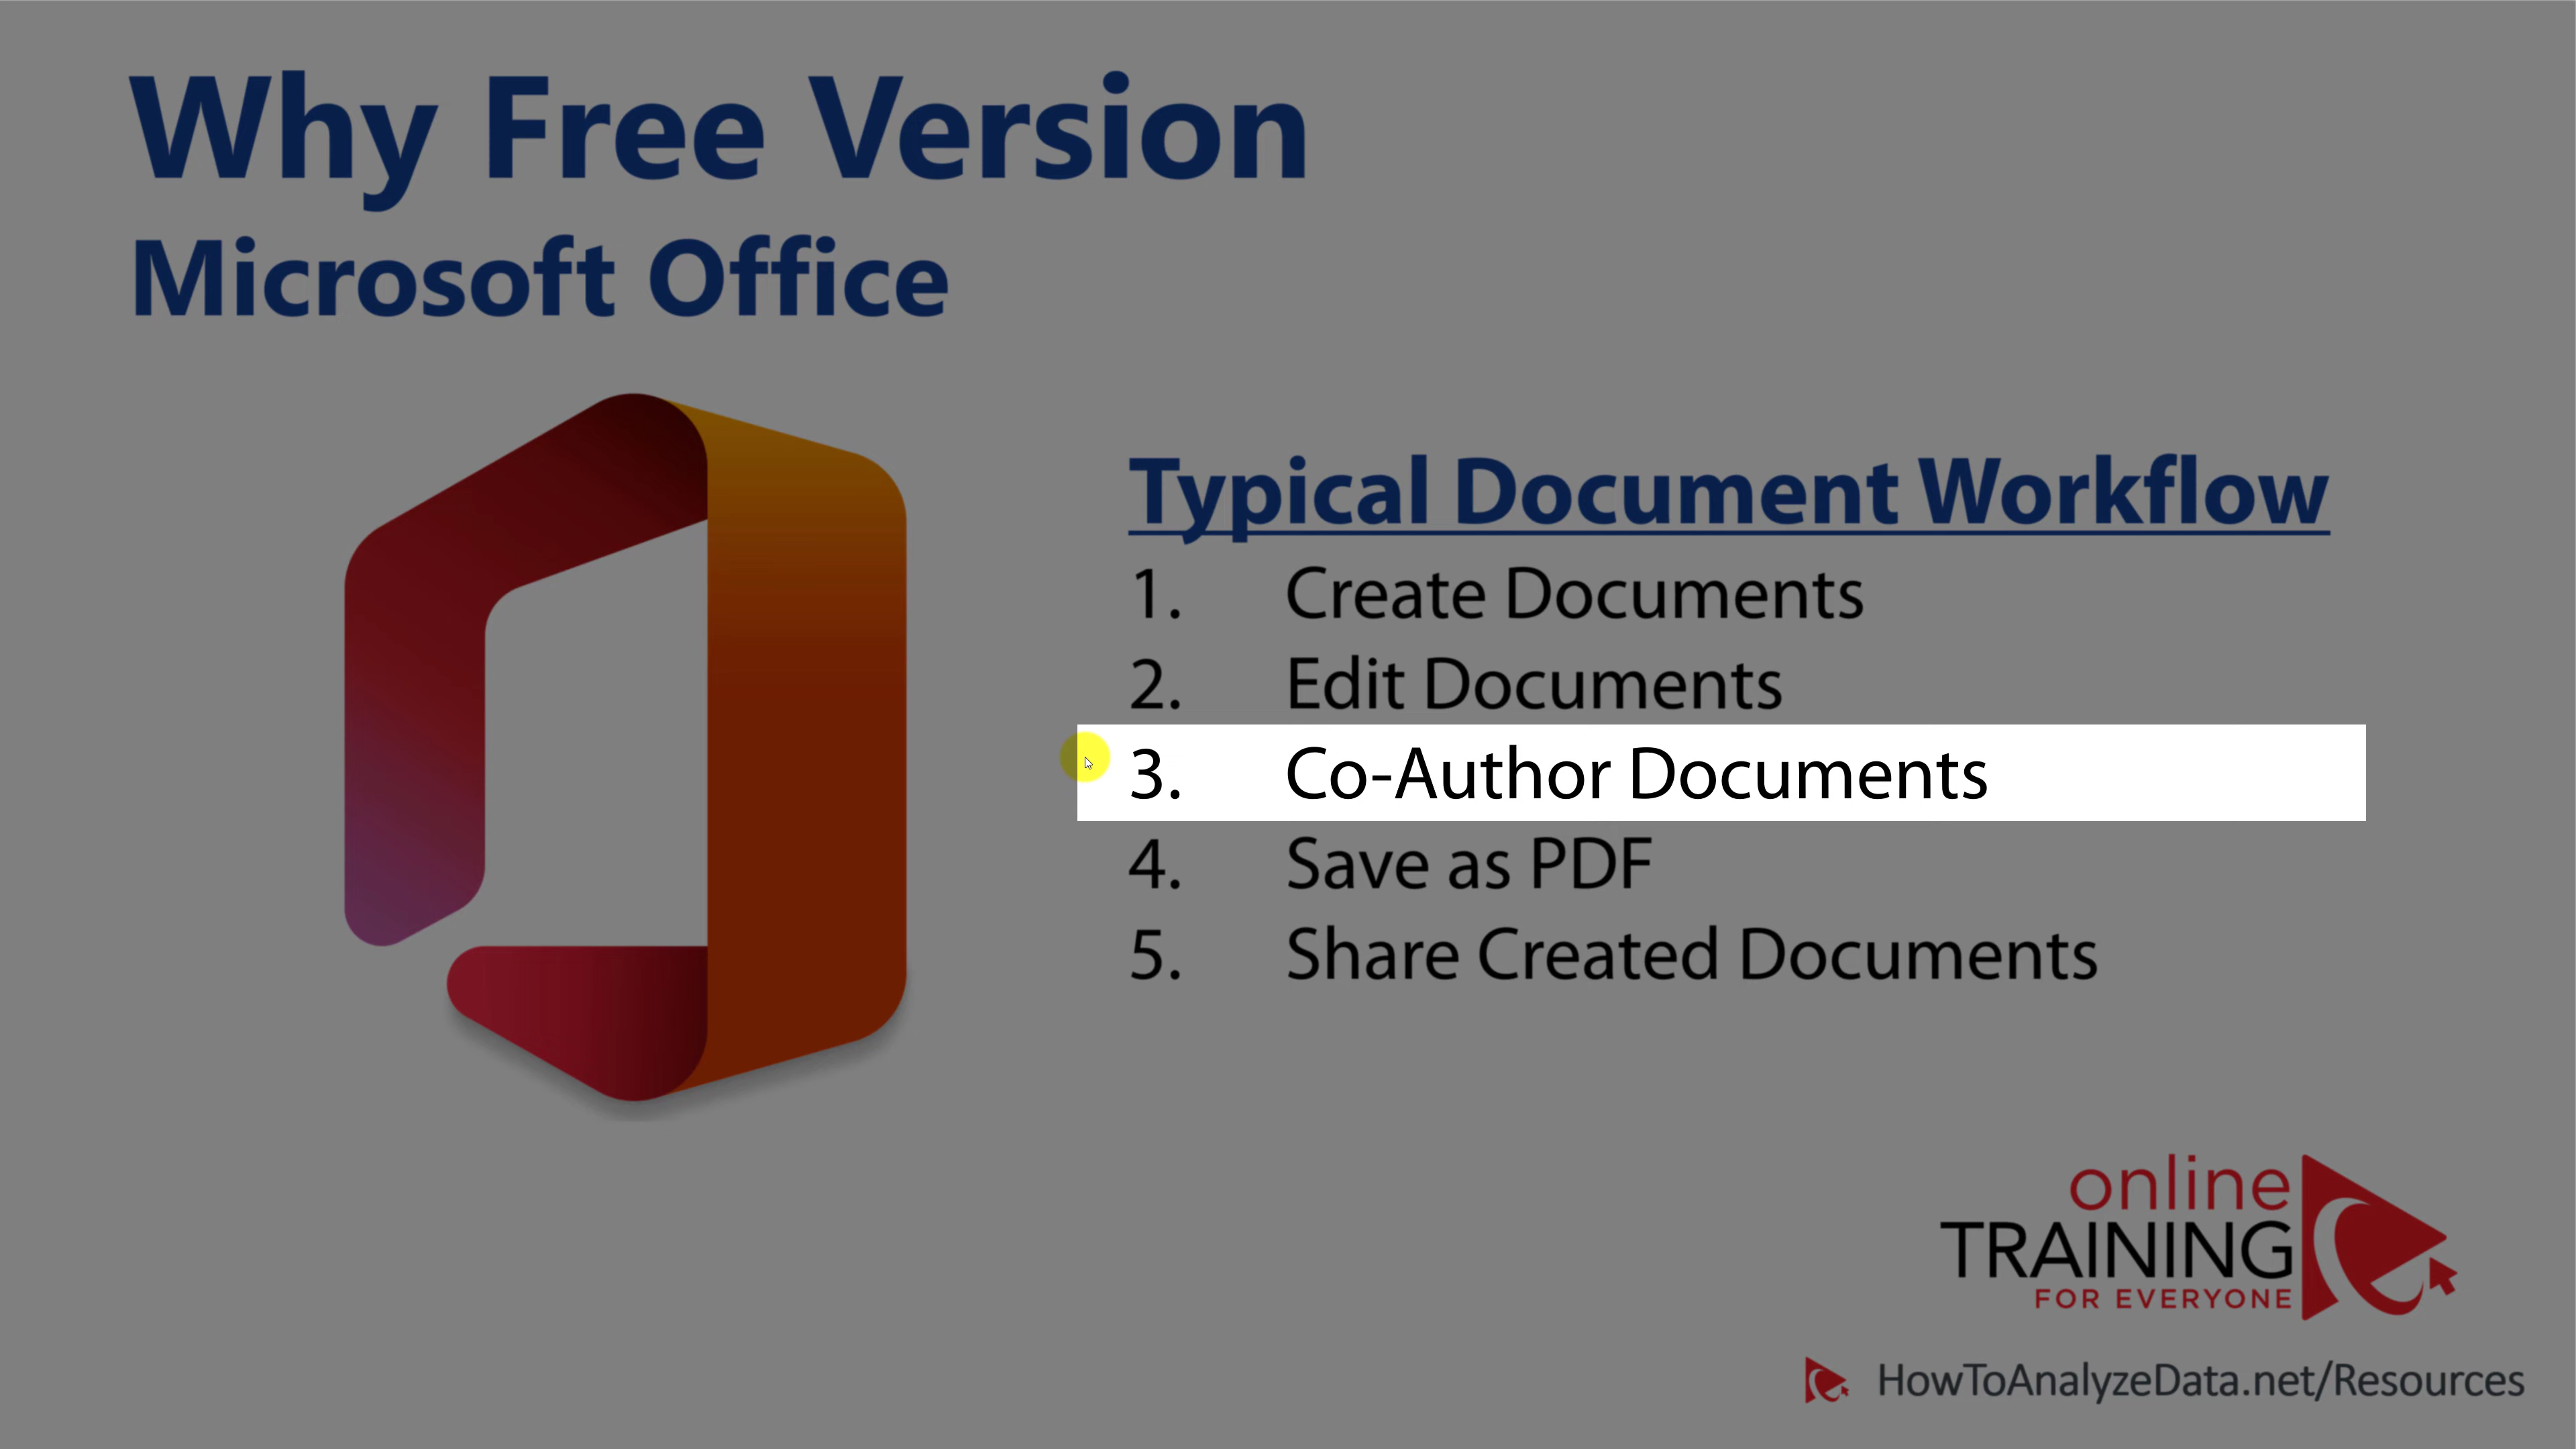 Why Free Version
Microsoft Office
Typical Document Workflow
1. Create Documents
2. Edit Documents
3. Co-Author Documents
4. Save as PDF
5. Share Created Documents
online
TRAINING
FOR EVERYONE
HowToAnalyzeData.net/Resources